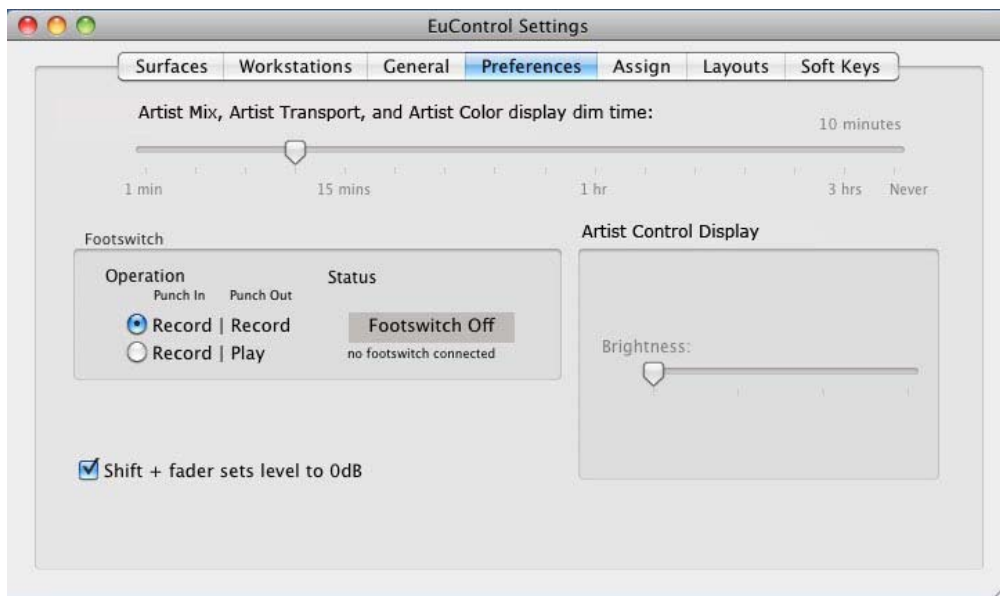 EuControl Settings
Surfaces Workstations General Preferences Assign Layouts Soft Keys
Artist Mix, Artist Transport, and Artist Color display dim time:
10 minutes
1 min 15 mins 1 hr 3 hrs Never
Footswitch
Operation Status
Punch In Punch Out
Record | Record
Footswitch Off
Record | Play
no footswitch connected
Artist Control Display
Brightness:
Shift + fader sets level to 0dB